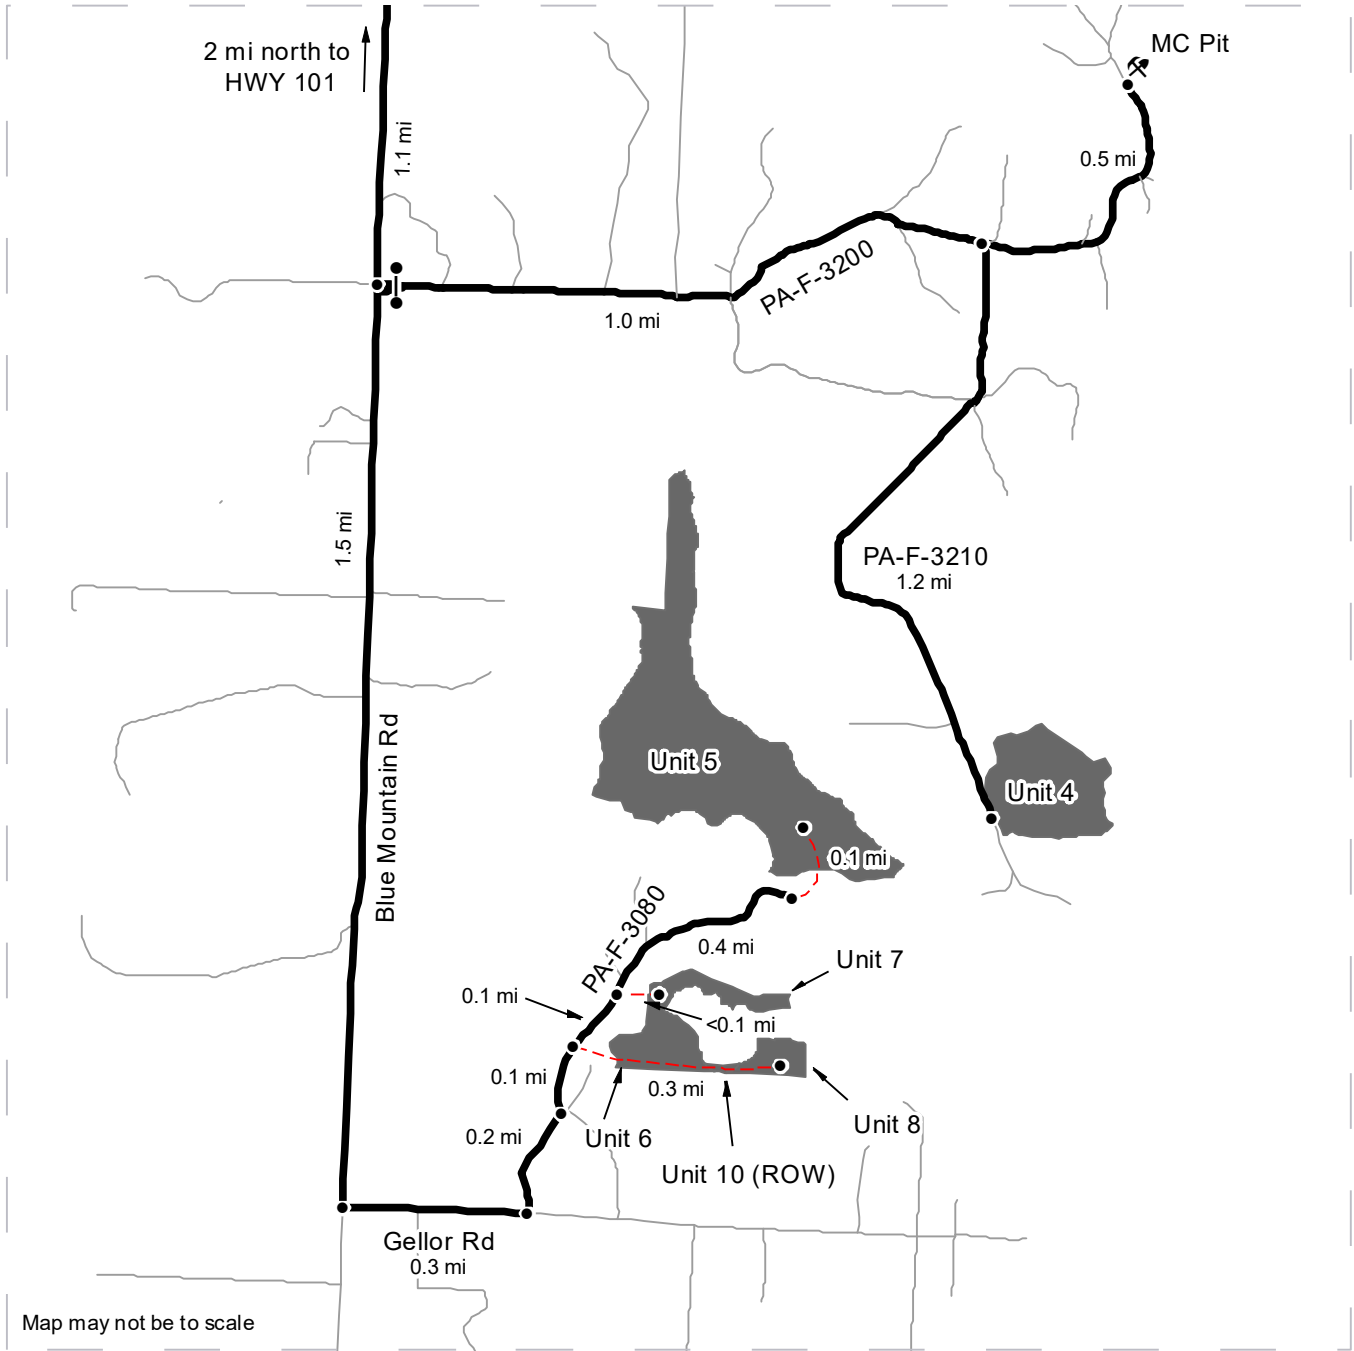 2 mi north to
HWY 101
MC Pit
1.1 mi
0.5 mi
PA-F-3200
1.0 mi
1.5 mi
PA-F-3210
1.2 mi
Unit 5
Unit 4
Blue Mountain Rd
0.1 mi
PA-F-3080
0.4 mi
Unit 7
0.1 mi
<0.1 mi
0.1 mi
0.3 mi
Unit 8
0.2 mi
Unit 6
Unit 10 (ROW)
Gellor Rd
0.3 mi
Map may not be to scale